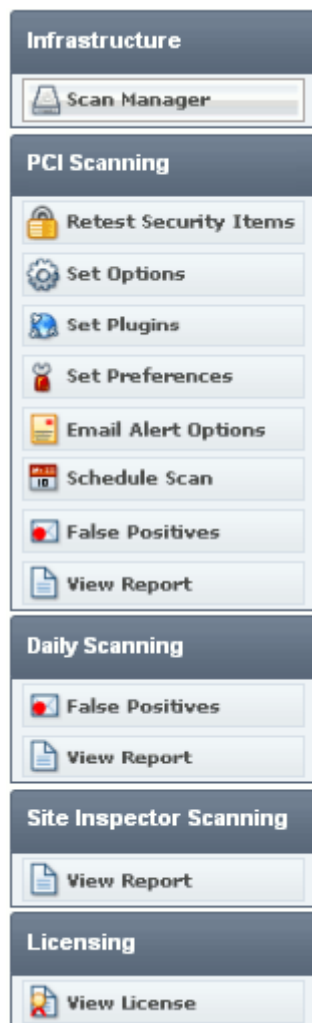 Infrastructure
Scan Manager
PCI Scanning
Retest Security Items
Set Options
Set Plugins
Set Preferences
Email Alert Options
Schedule Scan
False Positives
View Report
Daily Scanning
False Positives
View Report
Site Inspector Scanning
View Report
Licensing
View License